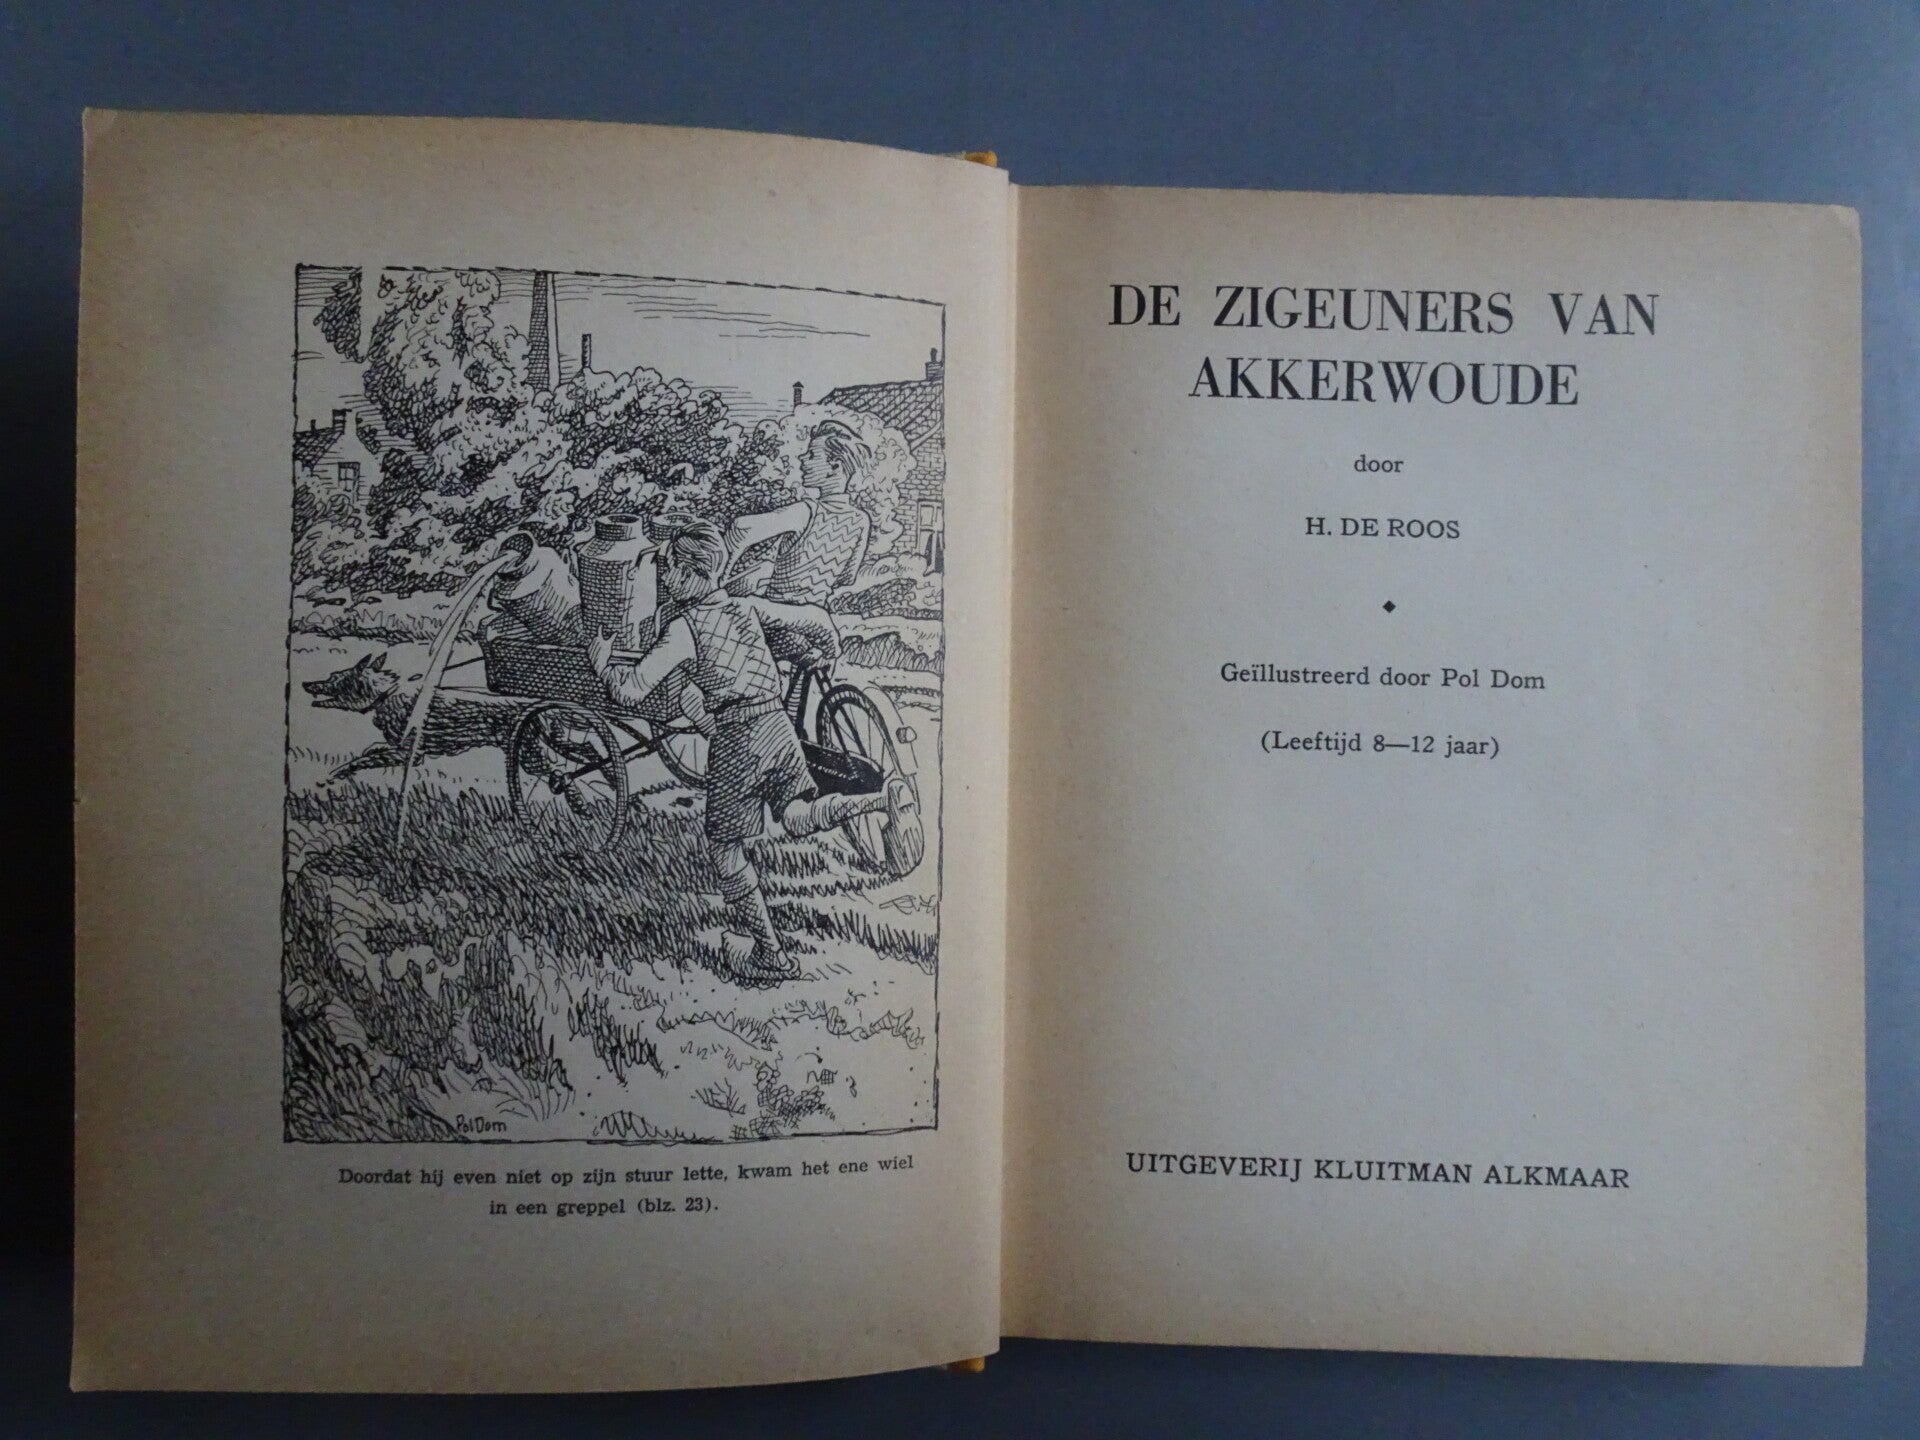 Pol Dom
Doordat hij even niet op zijn stuur lette, kwam het ene wiel
in een greppel (blz. 23).
DE ZIGEUNERS VAN
AKKERWOUDE
door
H. DE ROOS
Geïllustreerd door Pol Dom
(Leeftijd 8—12 jaar)
UITGEVERIJ KLUITMAN ALKMAAR